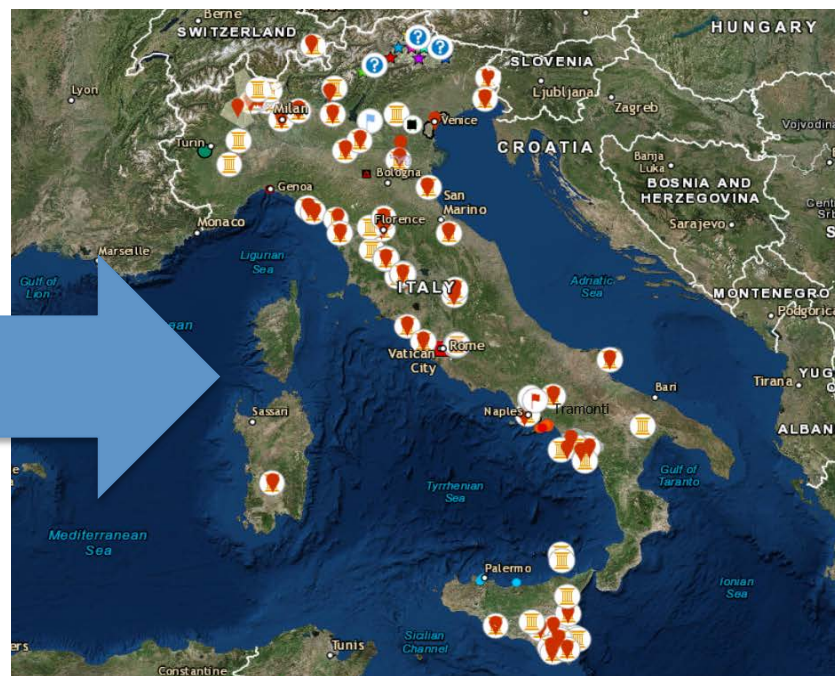 Berne
SWITZERLAND
HUNGARY
Lyon
SLOVENIA
Ljubljana
Zagreb
Milan
Venice
Vojvodina
Turin
CROATIA
Banja
Luka
Bologna
BOSNIA AND
HERZEGOVINA
Genoa
San
Marino
Monaco
Florence
Sarajevo
Marseille
Ligurian
Sea
Gulf of
Lion
ITALY
Adriatic
Sea
MONTENEGRO
Podgorica
Rome
Vatican
City
Tirana
Bari
Sassari
Naples
Tramonti
ALBAN
Gulf of
Taranto
Tyrrhenian
Sea
Mediterranean
Sea
Palermo
Ionian
Sea
Sicilian
Channel
Tunis
Constantine